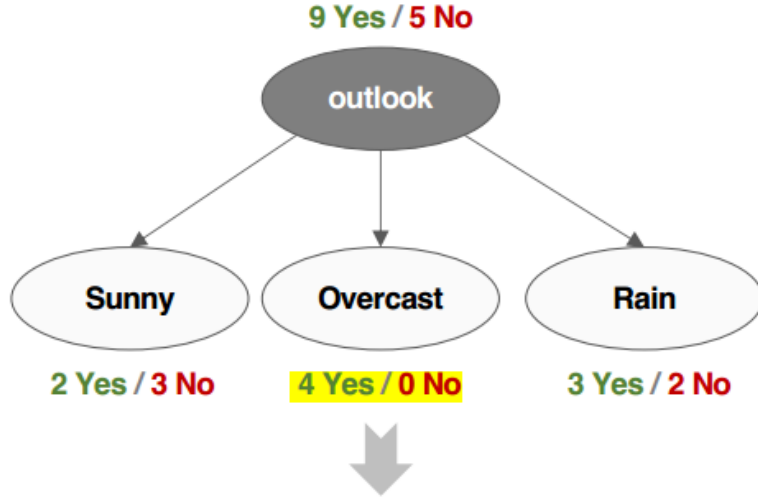 9 Yes / 5 No
outlook
Sunny
Overcast
Rain
2 Yes / 3 No
4 Yes / 0 No
3 Yes / 2 No